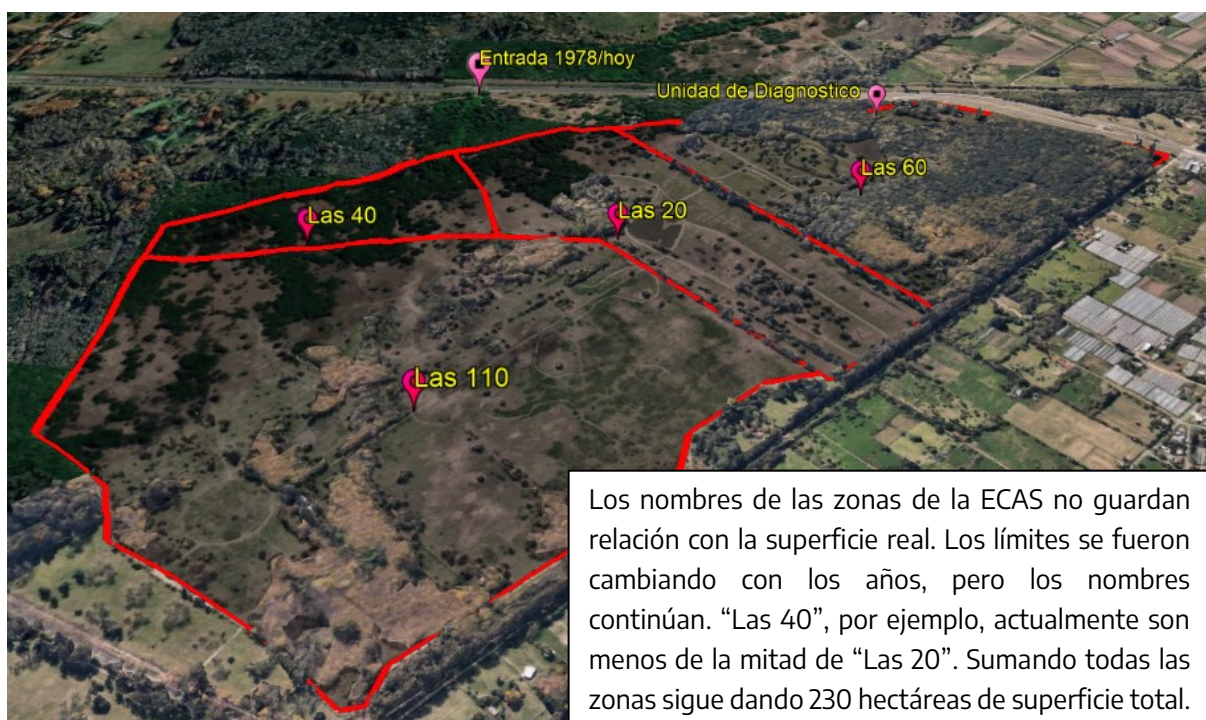 Entrada 1978/hoy
Unidad de Diagnostico
Las 60
Las 40
Las 20
Las 110
Los nombres de las zonas de la ECAS no guardan
relación con la superficie real. Los límites se fueron
cambiando con los años, pero los nombres
continúan. “Las 40”, por ejemplo, actualmente son
menos de la mitad de “Las 20”. Sumando todas las
zonas sigue dando 230 hectáreas de superficie total.